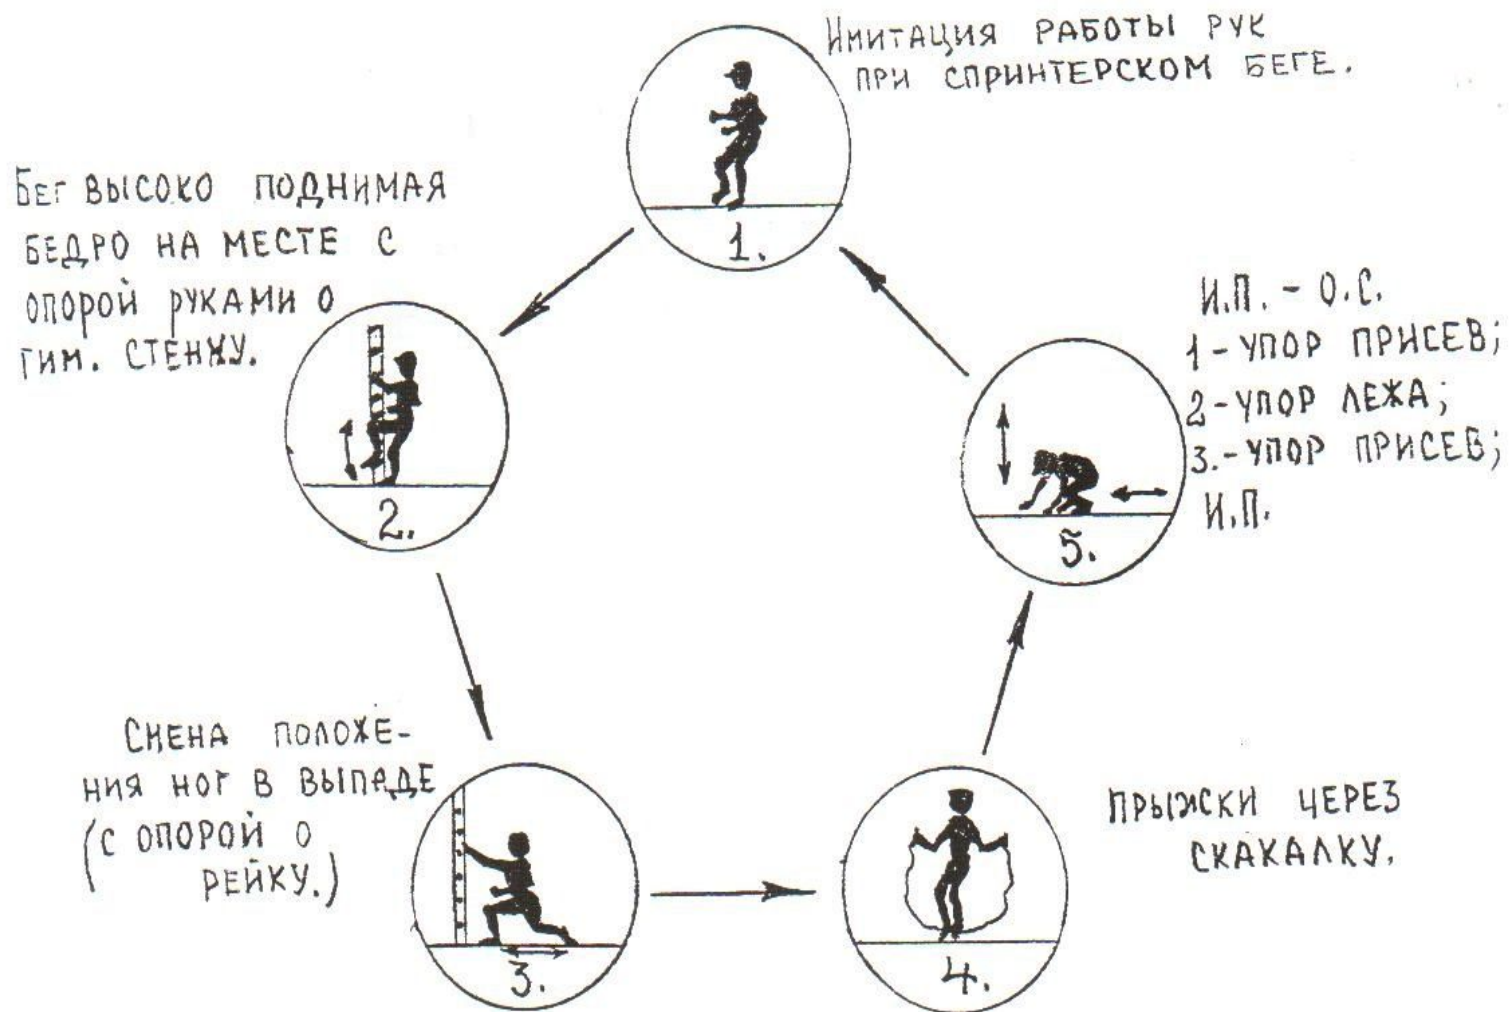 Имитация работы рук
при спринтерском беге.
1.
Бег высоко поднимая
бедро на месте с
опорой руками о
гим. стенку.
2.
Смена положе-
ния ног в выпаде
(с опорой о
рейку.)
3.
Прыжски через
скакалку.
4.
И.П. - О.С.
1 - упор присев;
2 - упор лежа;
3. - упор присев;
И.П.
5.